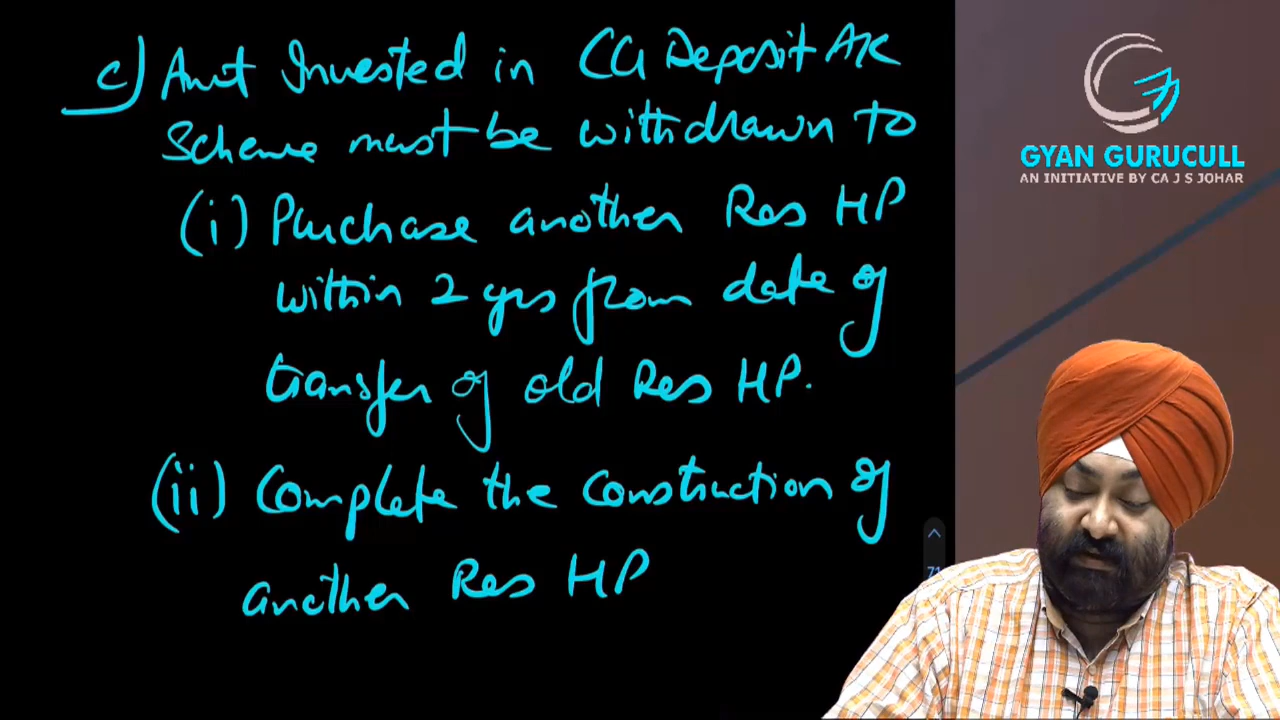 c) Amt Invested in CG Deposit A/c
Scheme must be withdrawn to
(i) Purchase another Res HP
within 2 yrs from date of
transfer of old Res HP.
(ii) Complete the construction of
another Res HP
GYAN GURUCULL
AN INITIATIVE BY CA J S JOHAR
71